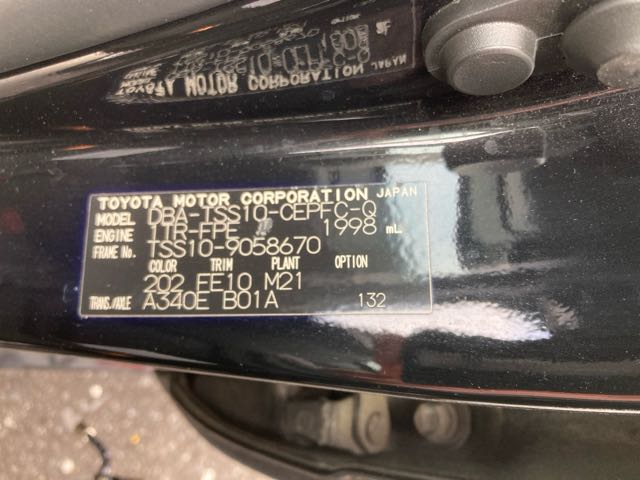 TOYOTA MOTOR CORPORATION JAPAN
MODEL DBA-TSS10-CEPFC-Q
ENGINE 1TR-FPE 1998 mL
FRAME No. TSS10-9058670
COLOR TRIM PLANT OPTION
202 FE10 M21
TRANS./AXLE A340E B01A 132